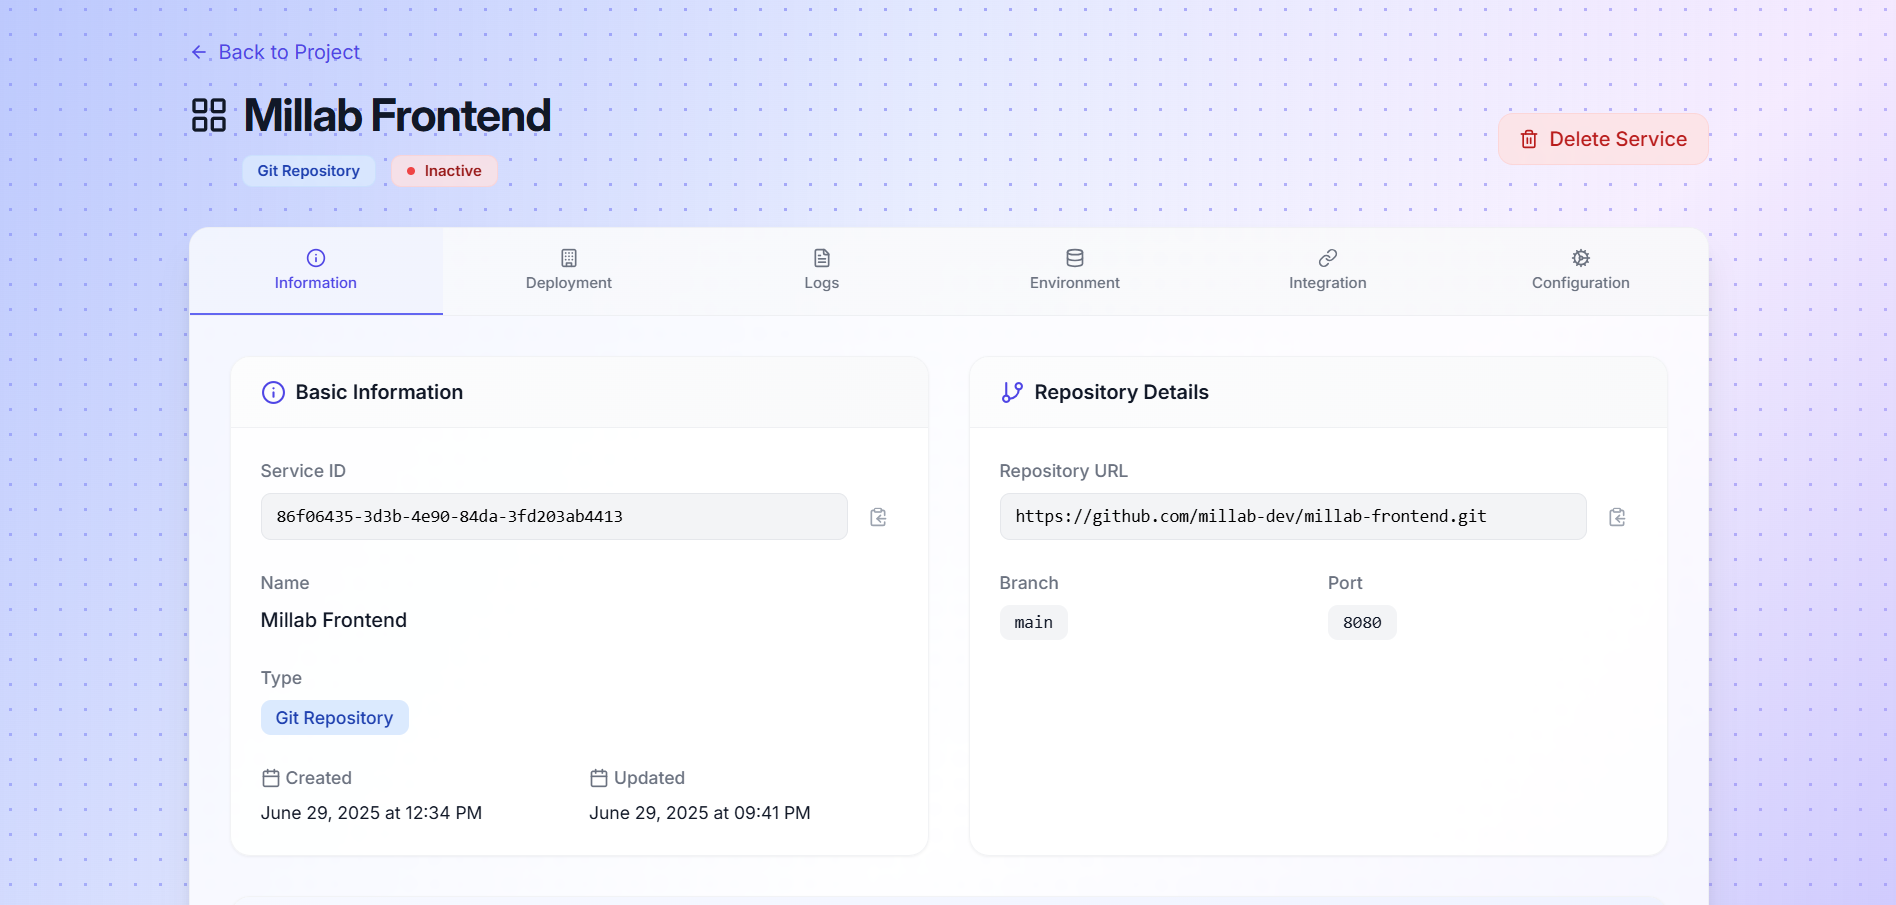 Back to Project
Millab Frontend
Git Repository
Inactive
Delete Service
Information
Deployment
Logs
Environment
Integration
Configuration
Basic Information
Service ID
86f06435-3d3b-4e90-84da-3fd203ab4413
Name
Millab Frontend
Type
Git Repository
Created
June 29, 2025 at 12:34 PM
Updated
June 29, 2025 at 09:41 PM
Repository Details
Repository URL
https://github.com/millab-dev/millab-frontend.git
Branch
main
Port
8080